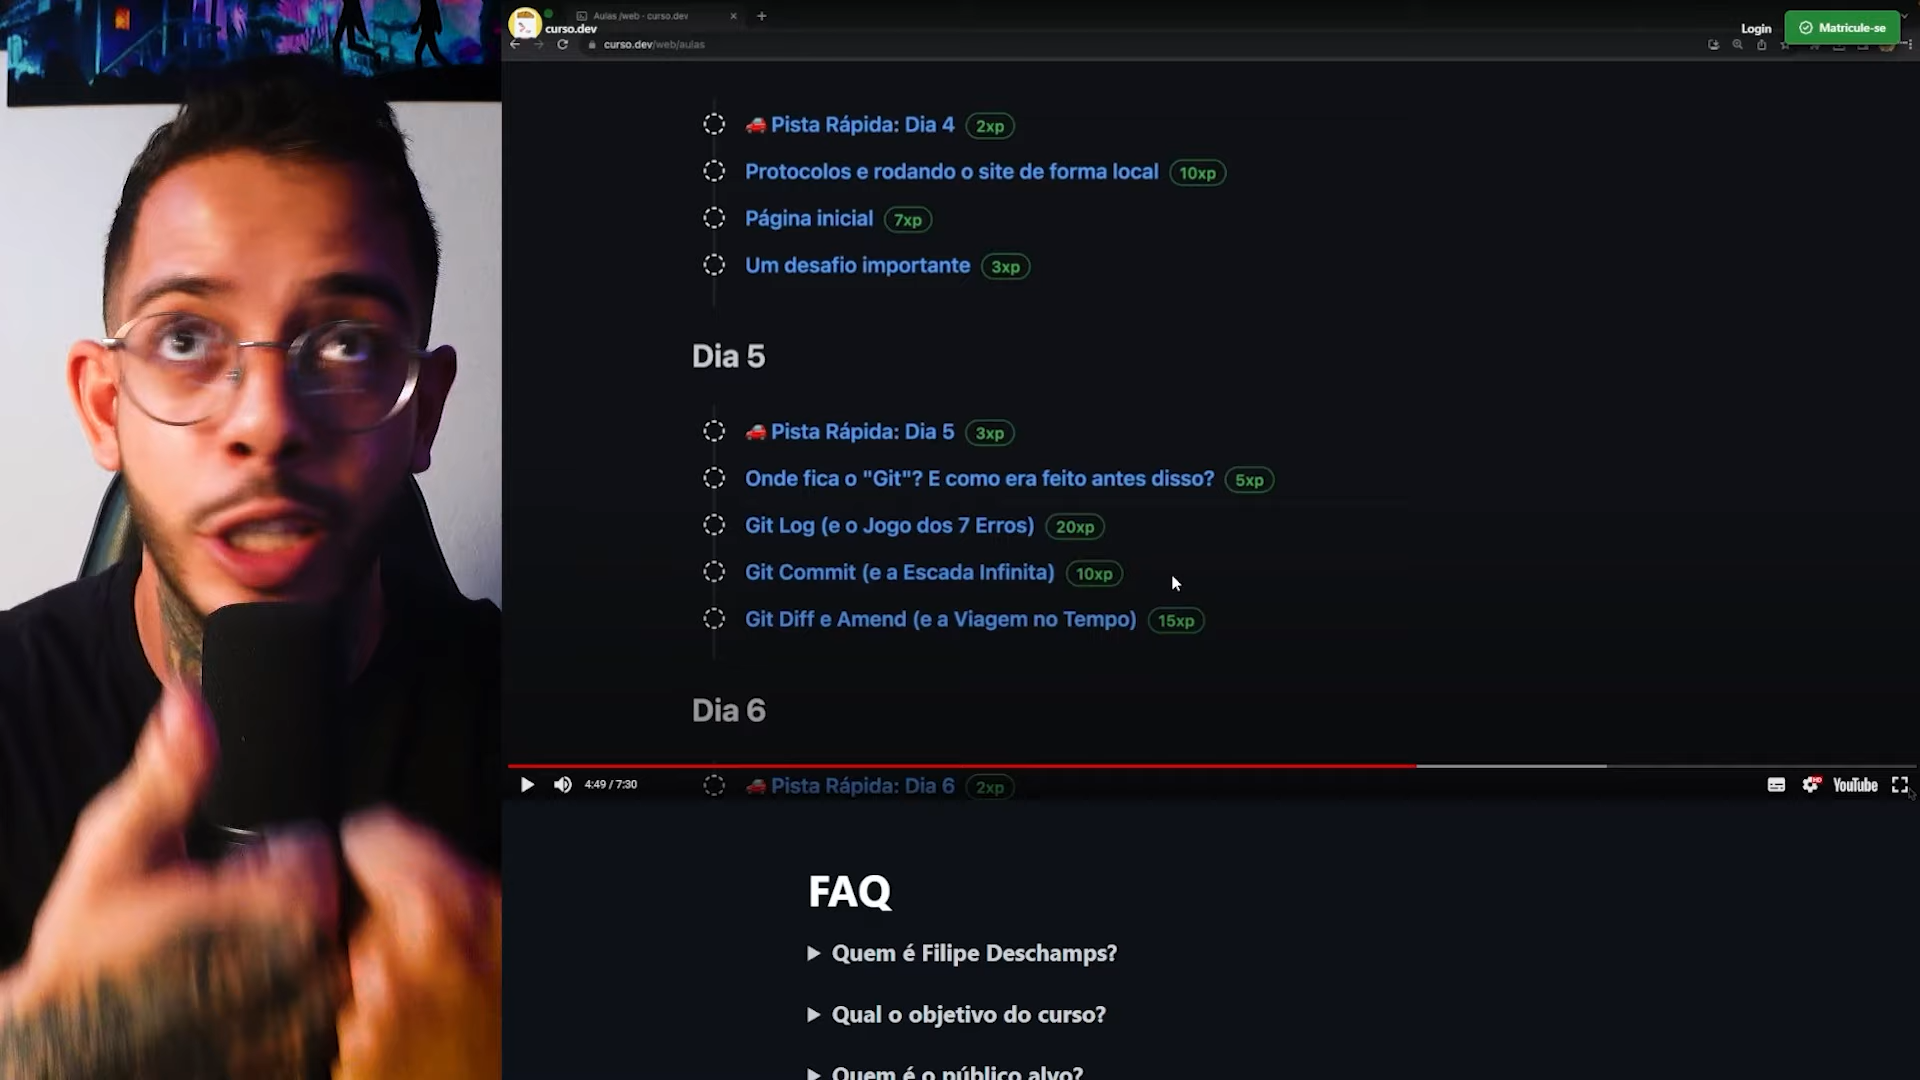 Aulas /web - curso.dev
curso.dev
curso.dev/web/aulas
Login
Matricule-se
🚗 Pista Rápida: Dia 4 2xp
Protocolos e rodando o site de forma local 10xp
Página inicial 7xp
Um desafio importante 3xp
Dia 5
🚗 Pista Rápida: Dia 5 3xp
Onde fica o "Git"? E como era feito antes disso? 5xp
Git Log (e o Jogo dos 7 Erros) 20xp
Git Commit (e a Escada Infinita) 10xp
Git Diff e Amend (e a Viagem no Tempo) 15xp
Dia 6
4:49 / 7:30
🚗 Pista Rápida: Dia 6 2xp
HD
YouTube
FAQ
Quem é Filipe Deschamps?
Qual o objetivo do curso?
Quem é o público alvo?